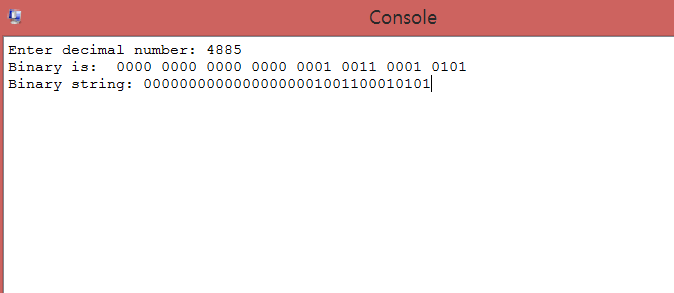 Console
Enter decimal number: 4885
Binary is:  0000 0000 0000 0000 0001 0011 0001 0101
Binary string: 00000000000000000001001100010101